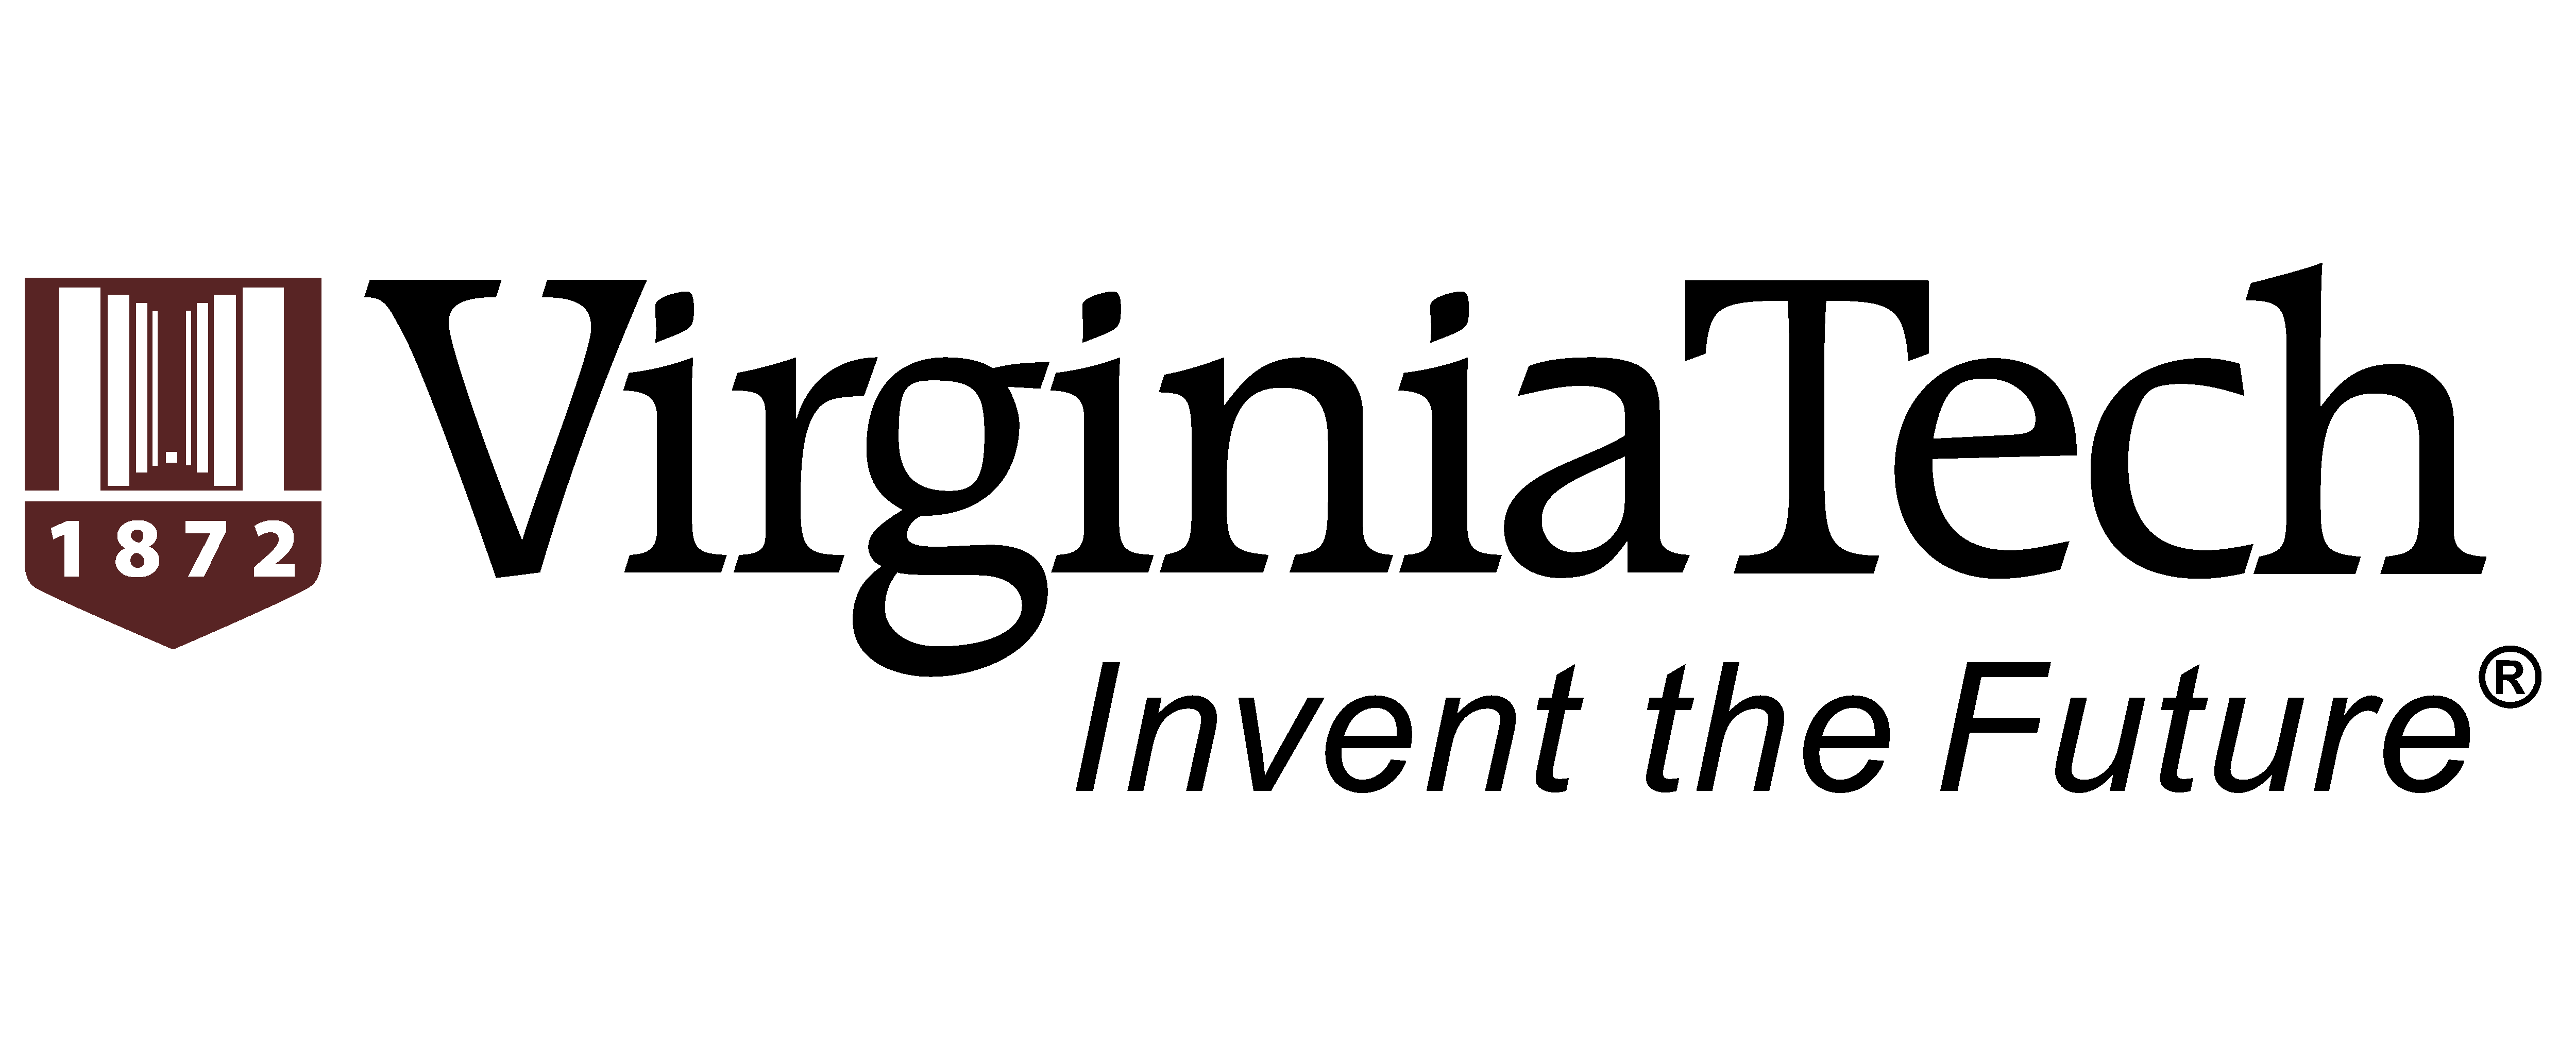 1872
VirginiaTech
Invent the Future®